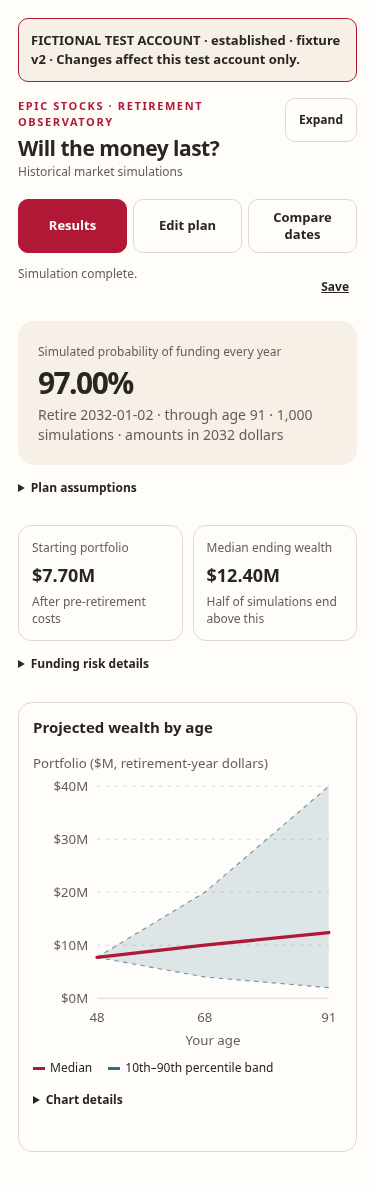 FICTIONAL TEST ACCOUNT · established · fixture
v2 · Changes affect this test account only.
EPIC STOCKS · RETIREMENT
OBSERVATORY
Expand
Will the money last?
Historical market simulations
Results
Edit plan
Compare
dates
Simulation complete.
Save
Simulated probability of funding every year
97.00%
Retire 2032-01-02 · through age 91 · 1,000
simulations · amounts in 2032 dollars
Plan assumptions
Starting portfolio
$7.70M
After pre-retirement
costs
Median ending wealth
$12.40M
Half of simulations end
above this
Funding risk details
Projected wealth by age
Portfolio ($M, retirement-year dollars)
$40M
$30M
$20M
$10M
$0M
48 68 91
Your age
Median 10th–90th percentile band
Chart details